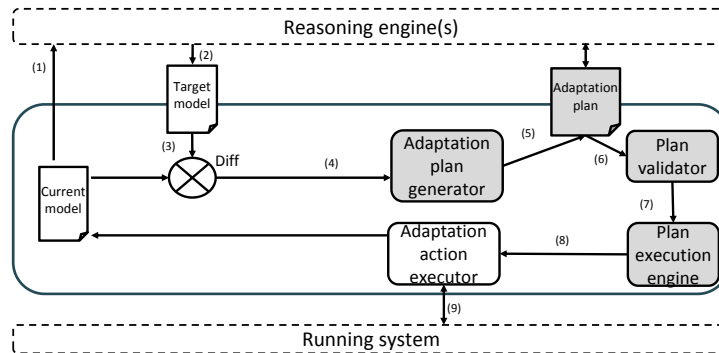 Reasoning engine(s)
(1)
(2)
Target
model
Adaptation
plan
(3)
Diff
(4)
Adaptation
plan
generator
(5)
(6)
Plan
validator
Current
model
(7)
Adaptation
action
executor
(8)
Plan
execution
engine
(9)
Running system